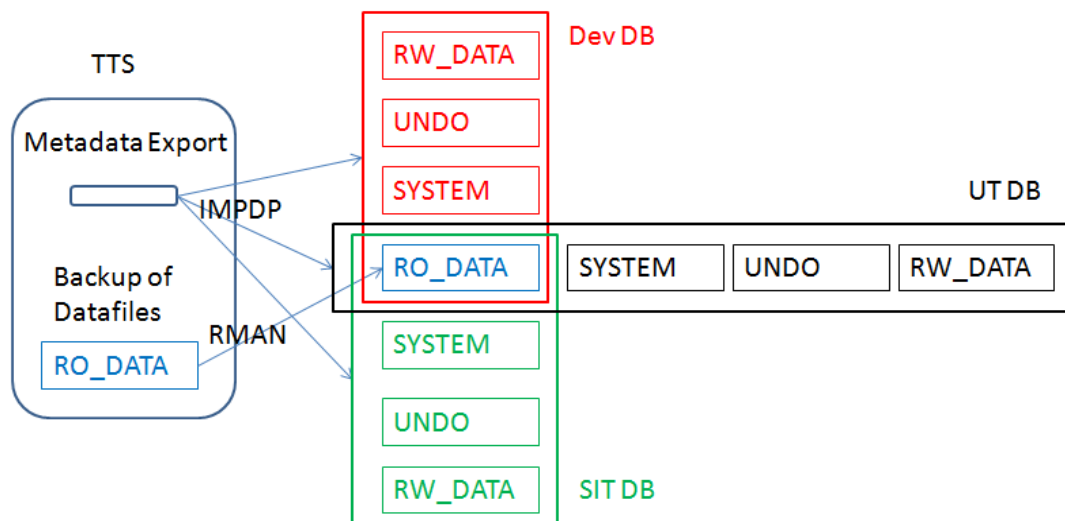 TTS
Metadata Export
IMPDP
Backup of
Datafiles
RMAN
RO_DATA
Dev DB
RW_DATA
UNDO
SYSTEM
UT DB
RO_DATA
SYSTEM
UNDO
RW_DATA
SYSTEM
UNDO
RW_DATA
SIT DB